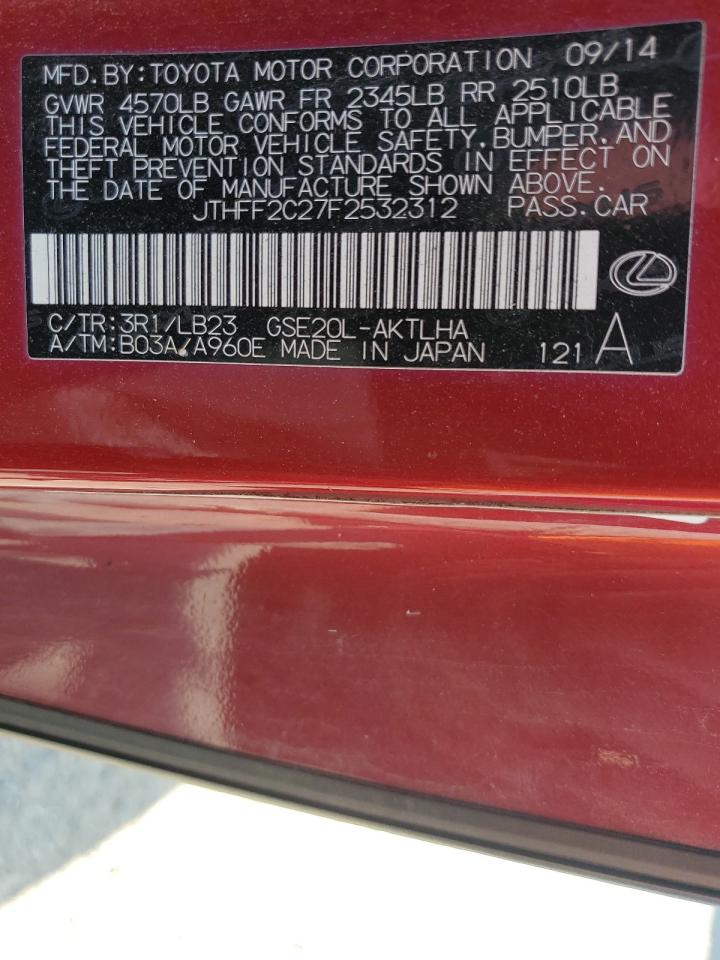 MFD. BY: TOYOTA MOTOR CORPORATION 09/14
GVWR 4570LB GAWR FR 2345LB RR 2510LB
THIS VEHICLE CONFORMS TO ALL APPLICABLE
FEDERAL MOTOR VEHICLE SAFETY, BUMPER, AND
THEFT PREVENTION STANDARDS IN EFFECT ON
THE DATE OF MANUFACTURE SHOWN ABOVE.
JTHFF2C27F2532312 PASS. CAR
C/TR: 3R1/LB23 GSE20L-AKTLHA
A/TM: B03A/A960E MADE IN JAPAN 121 A